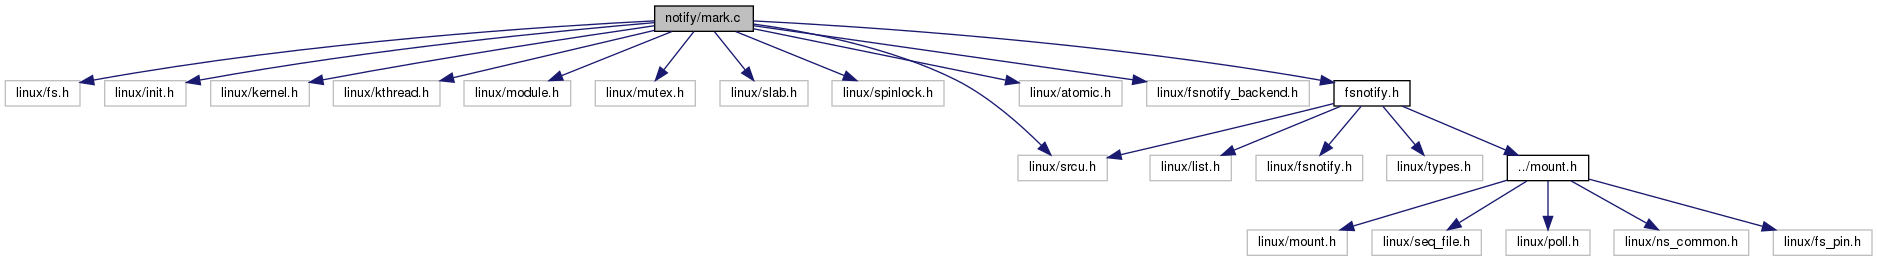 notify/mark.c
linux/fs.h
linux/init.h
linux/kernel.h
linux/kthread.h
linux/module.h
linux/mutex.h
linux/slab.h
linux/spinlock.h
linux/atomic.h
linux/fsnotify_backend.h
fsnotify.h
linux/srcu.h
linux/list.h
linux/fsnotify.h
linux/types.h
../mount.h
linux/mount.h
linux/seq_file.h
linux/poll.h
linux/ns_common.h
linux/fs_pin.h